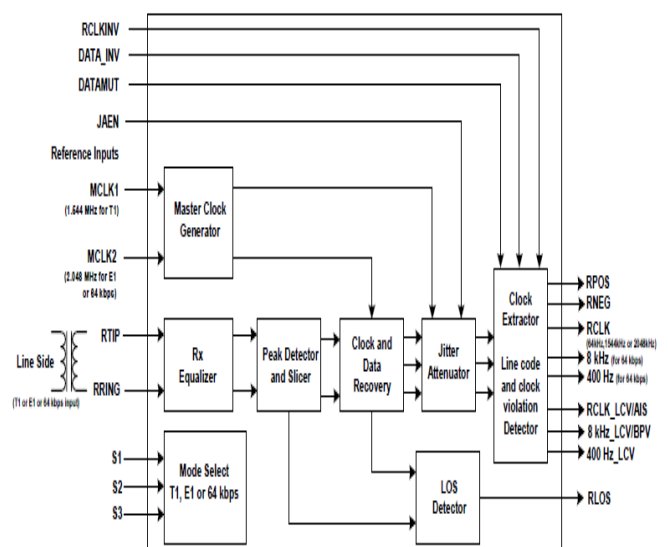 RCLKINV
DATA_INV
DATAMUT
JAEN
Reference Inputs
MCLK1
(1.544 MHz for T1)
MCLK2
(2.048 MHz for E1
or 64 kbps)
Master Clock
Generator
Line Side
(T1 or E1 or 64 kbps input)
RTIP
RRING
Rx
Equalizer
Peak Detector
and Slicer
Clock and
Data
Recovery
Jitter
Attenuator
Clock
Extractor
Line code
and clock
violation
Detector
RPOS
RNEG
RCLK
(64kHz,1544kHz or 2048kHz)
8 kHz (for 64 kbps)
400 Hz (for 64 kbps)
RCLK_LCV/AIS
8 kHz_LCV/BPV
400 Hz_LCV
S1
S2
S3
Mode Select
T1, E1 or 64 kbps
LOS
Detector
RLOS